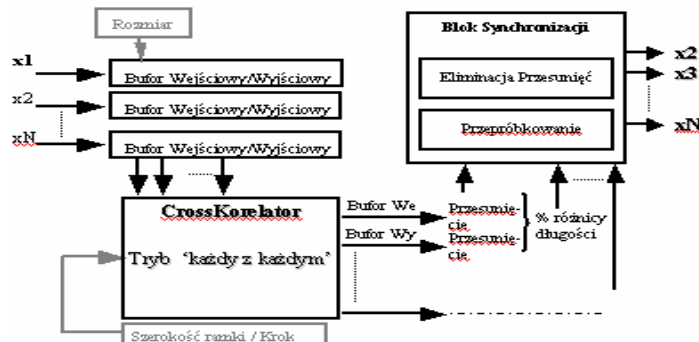 Rozmiar
x1
Bufor Wejściowy/Wyjściowy
x2
Bufor Wejściowy/Wyjściowy
xN
Bufor Wejściowy/Wyjściowy
Blok Synchronizacji
Eliminacja Przesunięć
Przepróbkowanie
x2
x3
xN
CrossKorelator
Tryb ‘każdy z każdym’
Bufor We
Przesunię-
cie
Bufor Wy
Przesunię-
cie
% różnicy
długości
Szerokość ramki / Krok